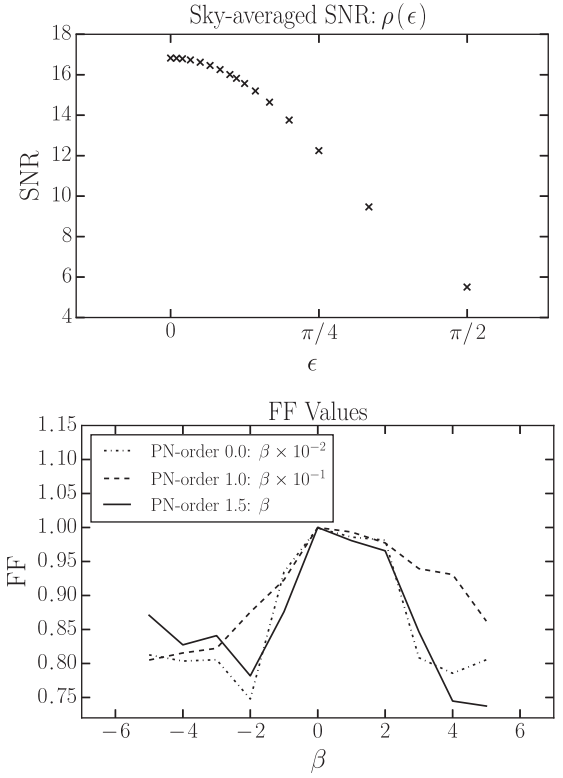 Sky-averaged SNR: ρ(ϵ)
18
16
14
12
10
8
6
4
SNR
0 π/4 π/2
ϵ
FF Values
1.15
1.10
1.05
1.00
0.95
0.90
0.85
0.80
0.75
FF
PN-order 0.0: β × 10⁻²
PN-order 1.0: β × 10⁻¹
PN-order 1.5: β
−6 −4 −2 0 2 4 6
β